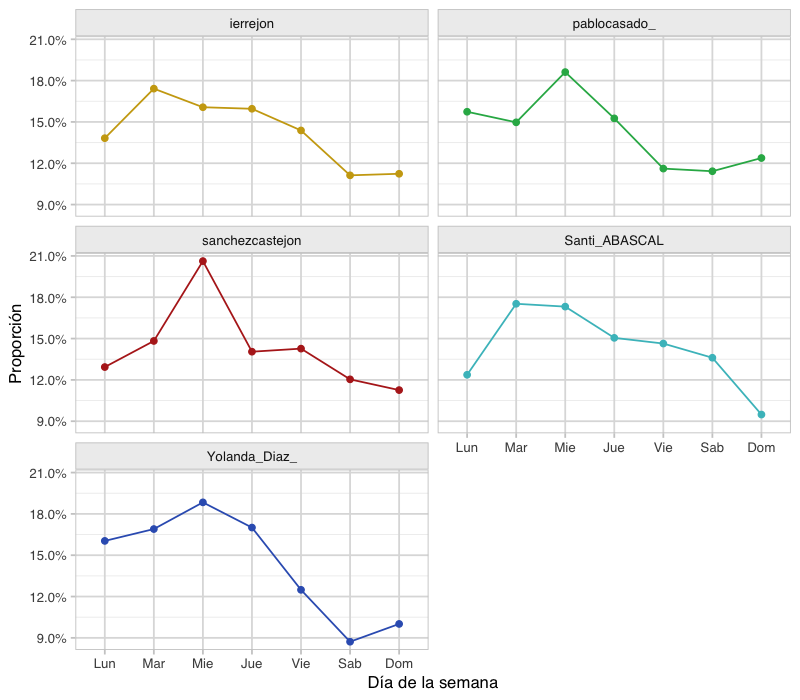 ierrejon
pablocasado_
21.0%
18.0%
15.0%
12.0%
9.0%
sanchezcastejon
Santi_ABASCAL
21.0%
18.0%
15.0%
12.0%
9.0%
Lun Mar Mie Jue Vie Sab Dom
Yolanda_Diaz_
21.0%
18.0%
15.0%
12.0%
9.0%
Lun Mar Mie Jue Vie Sab Dom
Proporción
Día de la semana